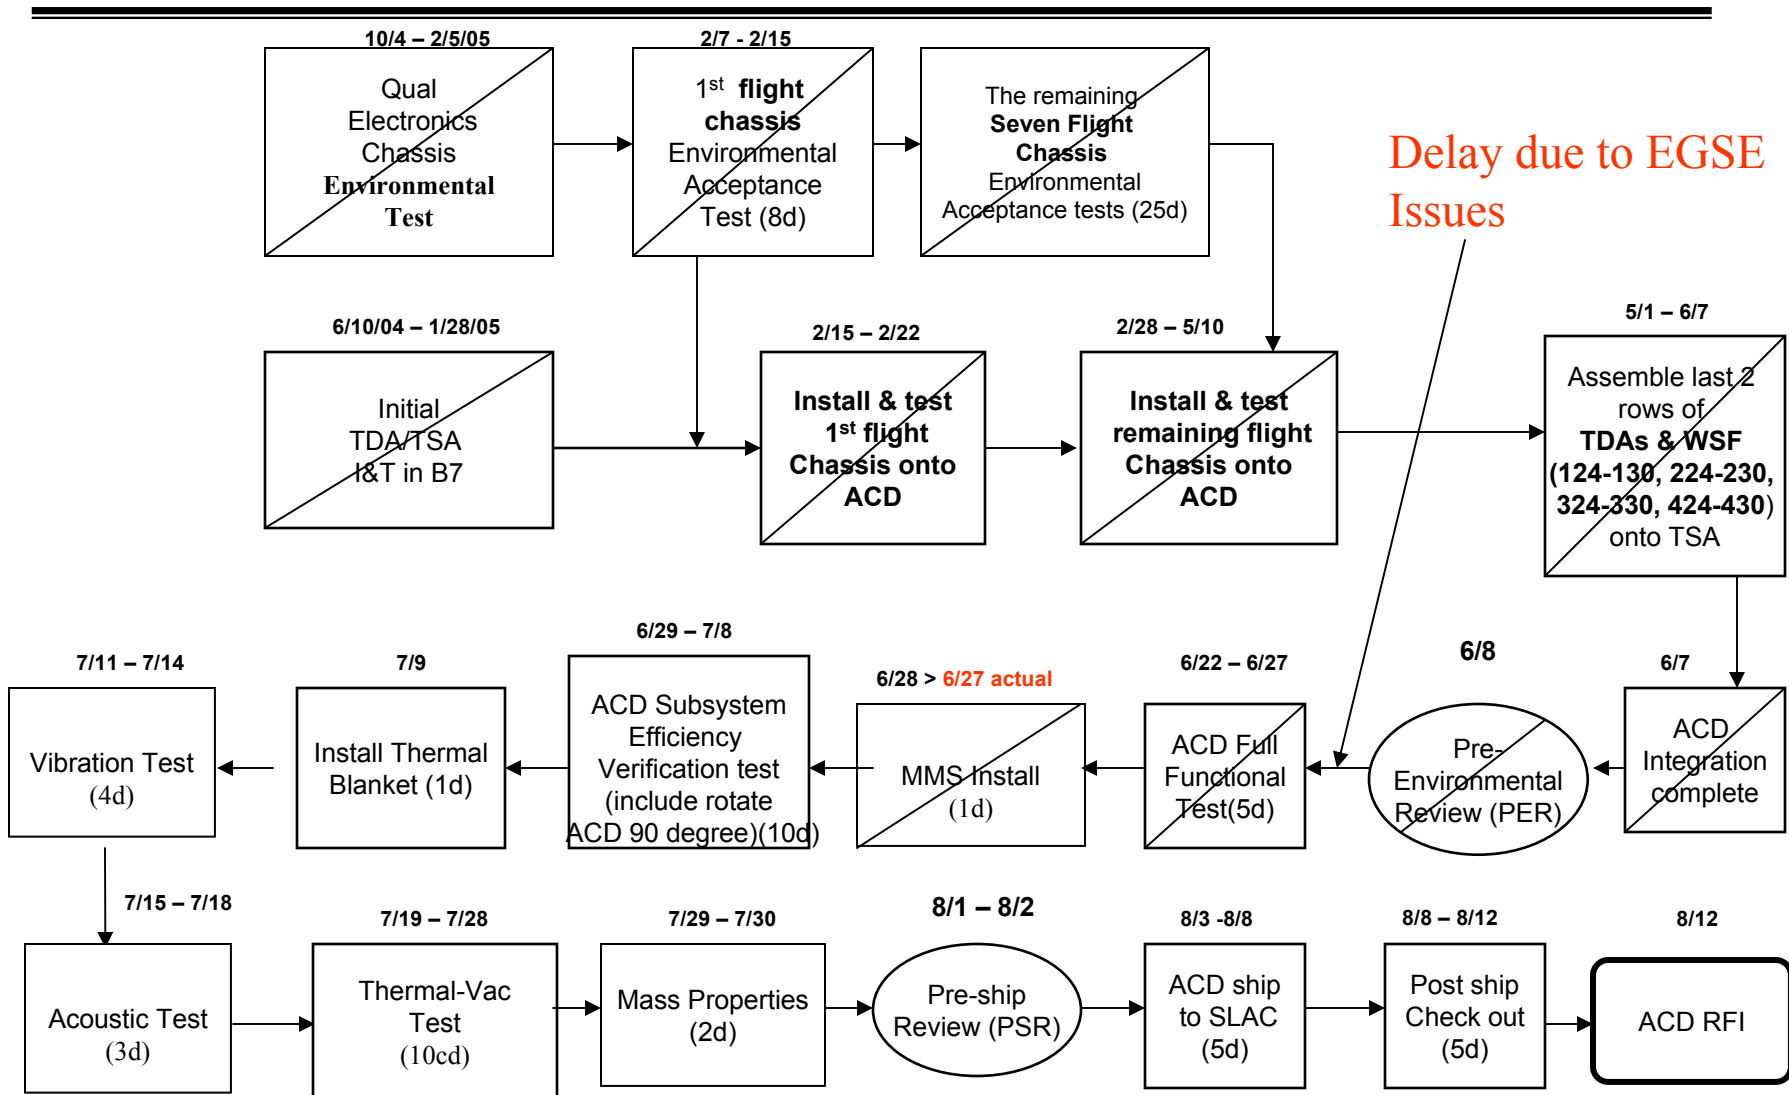 10/4 – 2/5/05
Qual
Electronics
Chassis
Environmental
Test
2/7 - 2/15
1st flight
chassis
Environmental
Acceptance
Test (8d)
The remaining
Seven Flight
Chassis
Environmental
Acceptance tests (25d)
Delay due to EGSE
Issues
6/10/04 – 1/28/05
Initial
TDA/TSA
I&T in B7
2/15 – 2/22
Install & test
1st flight
Chassis onto
ACD
2/28 – 5/10
Install & test
remaining flight
Chassis onto
ACD
5/1 – 6/7
Assemble last 2
rows of
TDAs & WSF
(124-130, 224-230,
324-330, 424-430)
onto TSA
7/11 – 7/14
Vibration Test
(4d)
7/9
Install Thermal
Blanket (1d)
6/29 – 7/8
ACD Subsystem
Efficiency
Verification test
(include rotate
ACD 90 degree)(10d)
6/28 > 6/27 actual
MMS Install
(1d)
6/22 – 6/27
ACD Full
Functional
Test(5d)
6/8
Pre-
Environmental
Review (PER)
6/7
ACD
Integration
complete
7/15 – 7/18
Acoustic Test
(3d)
7/19 – 7/28
Thermal-Vac
Test
(10cd)
7/29 – 7/30
Mass Properties
(2d)
8/1 – 8/2
Pre-ship
Review (PSR)
8/3 -8/8
ACD ship
to SLAC
(5d)
8/8 – 8/12
Post ship
Check out
(5d)
8/12
ACD RFI